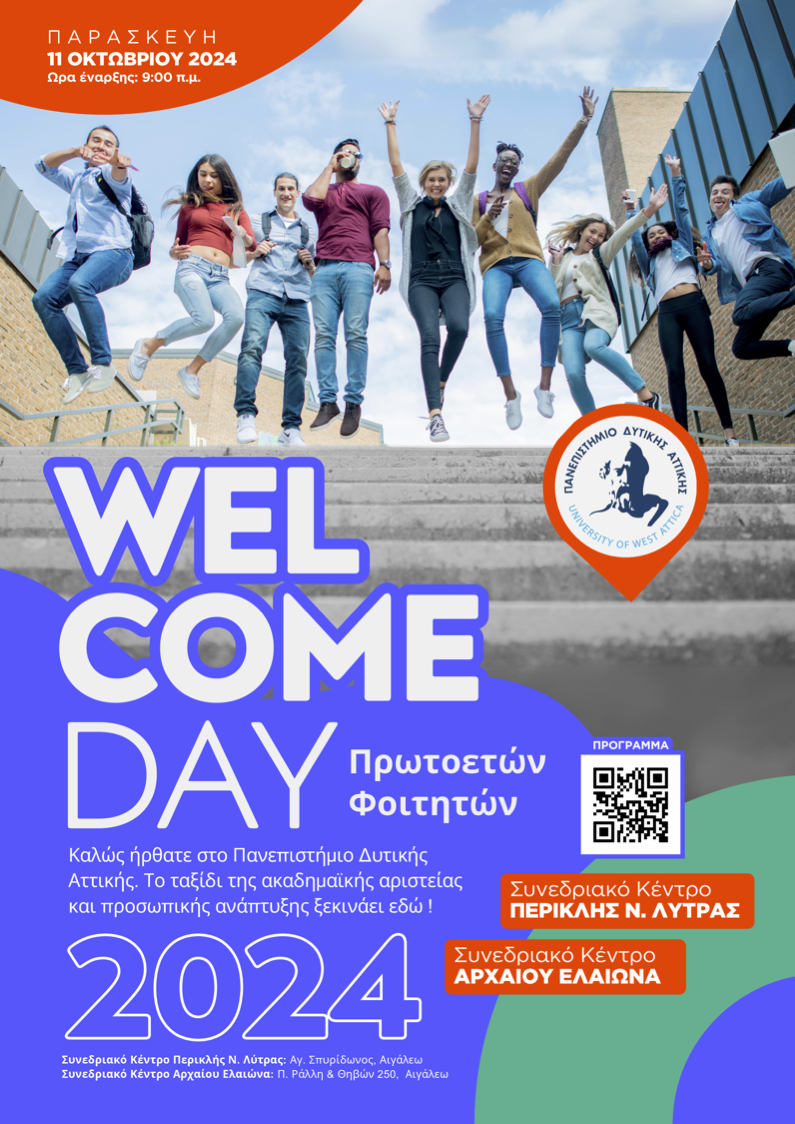 ΠΑΡΑΣΚΕΥΗ
11 ΟΚΤΩΒΡΙΟΥ 2024
Ώρα έναρξης: 9:00 π.μ.
ΠΑΝΕΠΙΣΤΗΜΙΟ ΔΥΤΙΚΗΣ ΑΤΤΙΚΗΣ
UNIVERSITY OF WEST ATTICA
WEL
COME
DAY
Πρωτοετών
Φοιτητών
ΠΡΟΓΡΑΜΜΑ
Καλώς ήρθατε στο Πανεπιστήμιο Δυτικής
Αττικής. Το ταξίδι της ακαδημαϊκής αριστείας
και προσωπικής ανάπτυξης ξεκινάει εδώ !
Συνεδριακό Κέντρο
ΠΕΡΙΚΛΗΣ Ν. ΛΥΤΡΑΣ
Συνεδριακό Κέντρο
ΑΡΧΑΙΟΥ ΕΛΑΙΩΝΑ
2024
Συνεδριακό Κέντρο Περικλής Ν. Λύτρας: Αγ. Σπυρίδωνος, Αιγάλεω
Συνεδριακό Κέντρο Αρχαίου Ελαιώνα: Π. Ράλλη & Θηβών 250, Αιγάλεω